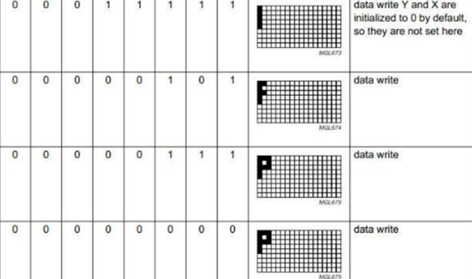 0 0 0 1 1 1 1 1 data write Y and X are
initialized to 0 by default,
so they are not set here
MGL673
0 0 0 0 0 1 0 1 data write
MGL674
0 0 0 0 0 1 1 1 data write
MGL675
0 0 0 0 0 0 0 0 data write
MGL675